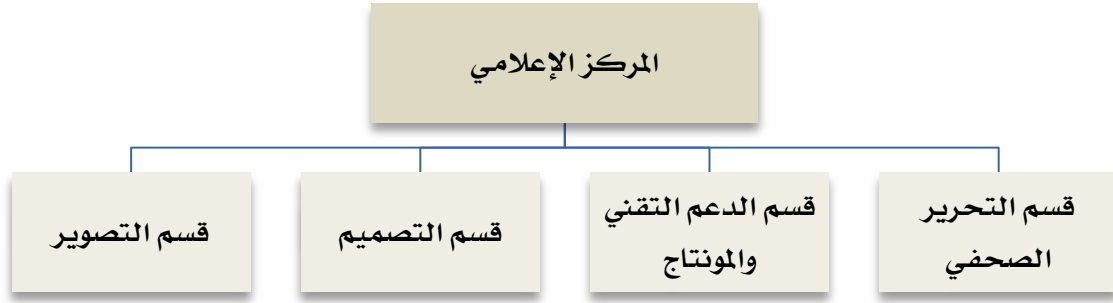 المركز الإعلامي
قسم التحرير
الصحفي
قسم الدعم التقني
والمونتاج
قسم التصميم
قسم التصوير